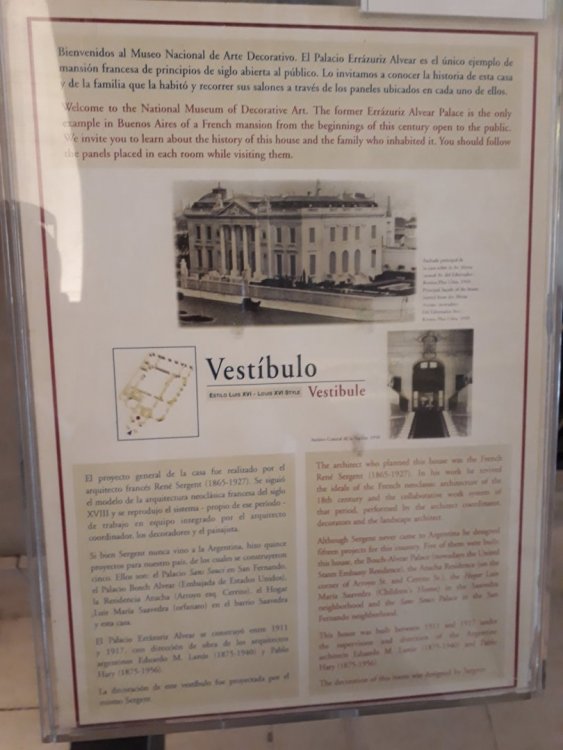 Bienvenidos al Museo Nacional de Arte Decorativo. El Palacio Errázuriz Alvear es el único ejemplo de
mansión francesa de principios de siglo abierta al público. Lo invitamos a conocer la historia de esta casa
y de la familia que la habitó y recorrer sus salones a través de los paneles ubicados en cada uno de ellos.
Welcome to the National Museum of Decorative Art. The former Errázuriz Alvear Palace is the only
example in Buenos Aires of a French mansion from the beginnings of this century open to the public.
We invite you to learn about the history of this house and the family who inhabited it. You should follow
the panels placed in each room while visiting them.
Vestíbulo
ESTILO LUIS XVI - LOUIS XVI STYLE
Vestibule
El proyecto general de la casa fue realizado por el
arquitecto francés René Sergent (1865-1927). Se siguió
el modelo de la arquitectura neoclásica francesa del siglo
XVIII y se reprodujo el sistema - propio de ese período -
de trabajo en equipo integrado por el arquitecto
coordinador, los decoradores y el paisajista.
Si bien Sergent nunca vino a la Argentina, hizo quince
proyectos para nuestro país, de los cuales se construyeron
cinco. Ellos son: el Palacio Sans Souci en San Fernando,
el Palacio Bosch Alvear (Embajada de Estados Unidos),
la Residencia Atucha (Arroyo esq. Cerrito), el Hogar
Luis María Saavedra (orfanato) en el barrio Saavedra
y esta casa.
El Palacio Errázuriz Alvear se construyó entre 1911
y 1917, con dirección de obra de los arquitectos
argentinos Eduardo M. Lanús (1875-1940) y Pablo
Hary (1875-1956).
La decoración de este vestíbulo fue proyectada por el
mismo Sergent.
The architect who planned this house was the French
René Sergent (1865-1927). In his work he revived
the ideals of the French neoclassic architecture of the
18th century and the collaborative work system of
that period, performed by the architect coordinator,
decorators and the landscape architect.
Although Sergent never came to Argentina he designed
fifteen projects for this country. Five of them were built:
this house, the Bosch-Alvear Palace (nowadays the United
States Embassy Residence), the Atucha Residence (on the
corner of Arroyo St. and Cerrito St.), the Hogar Luis
María Saavedra (Children's Home) in the Saavedra
neighborhood and the Sans Souci Palace in the San
Fernando neighborhood.
This house was built between 1911 and 1917 under
the supervision and direction of the Argentine
architects Eduardo M. Lanús (1875-1940) and Pablo
Hary (1875-1956).
The decoration of this room was designed by Sergent